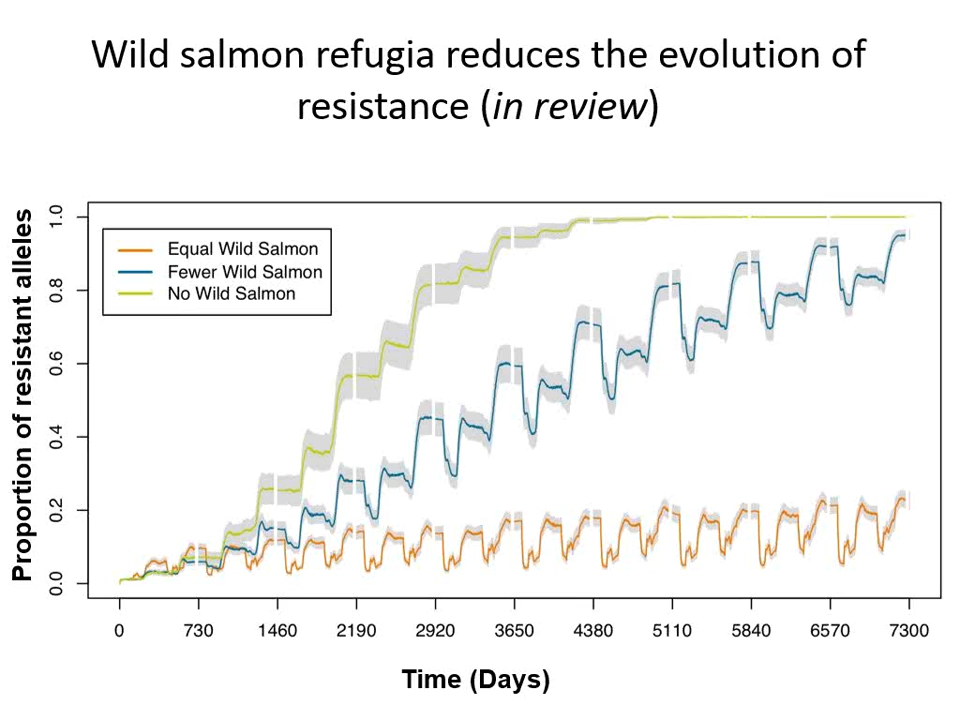 Wild salmon refugia reduces the evolution of
resistance (in review)
Proportion of resistant alleles
1.0
0.8
0.6
0.4
0.2
0.0
Equal Wild Salmon
Fewer Wild Salmon
No Wild Salmon
0 730 1460 2190 2920 3650 4380 5110 5840 6570 7300
Time (Days)